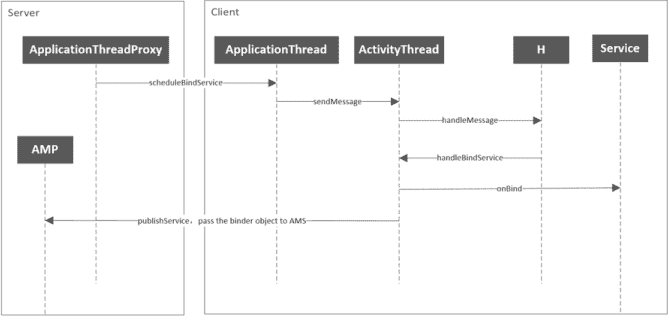 Server
Client
ApplicationThreadProxy
ApplicationThread
ActivityThread
H
Service
scheduleBindService
sendMessage
handleMessage
AMP
handleBindService
onBind
publishService，pass the binder object to AMS